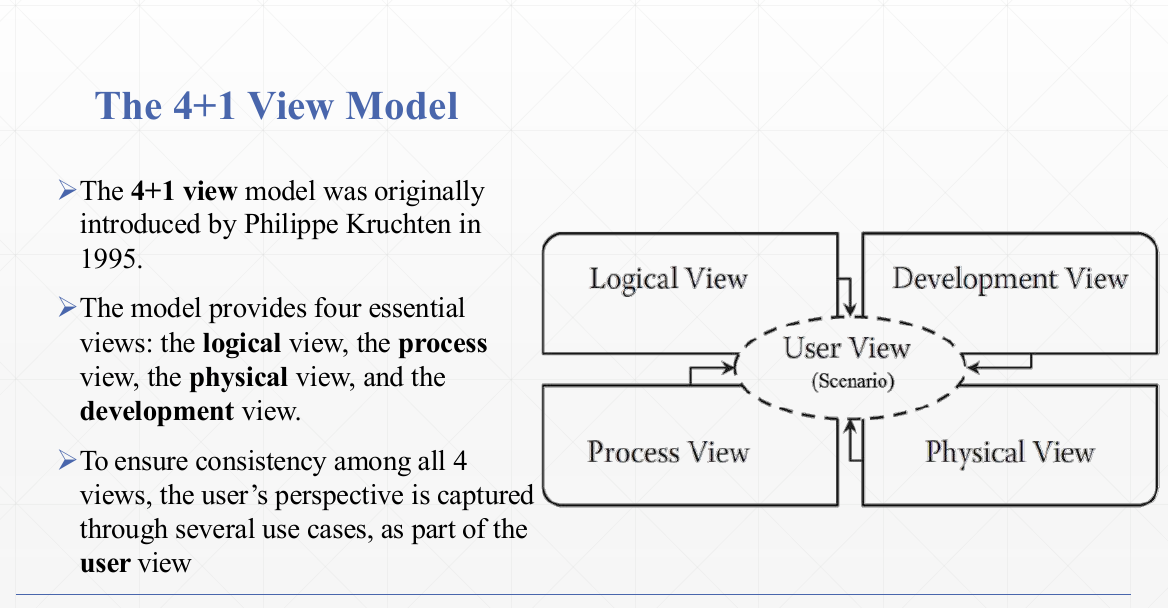 The 4+1 View Model
➢The 4+1 view model was originally
introduced by Philippe Kruchten in
1995.
➢The model provides four essential
views: the logical view, the process
view, the physical view, and the
development view.
➢To ensure consistency among all 4
views, the user’s perspective is captured
through several use cases, as part of the
user view
Logical View
Development View
User View
(Scenario)
Process View
Physical View